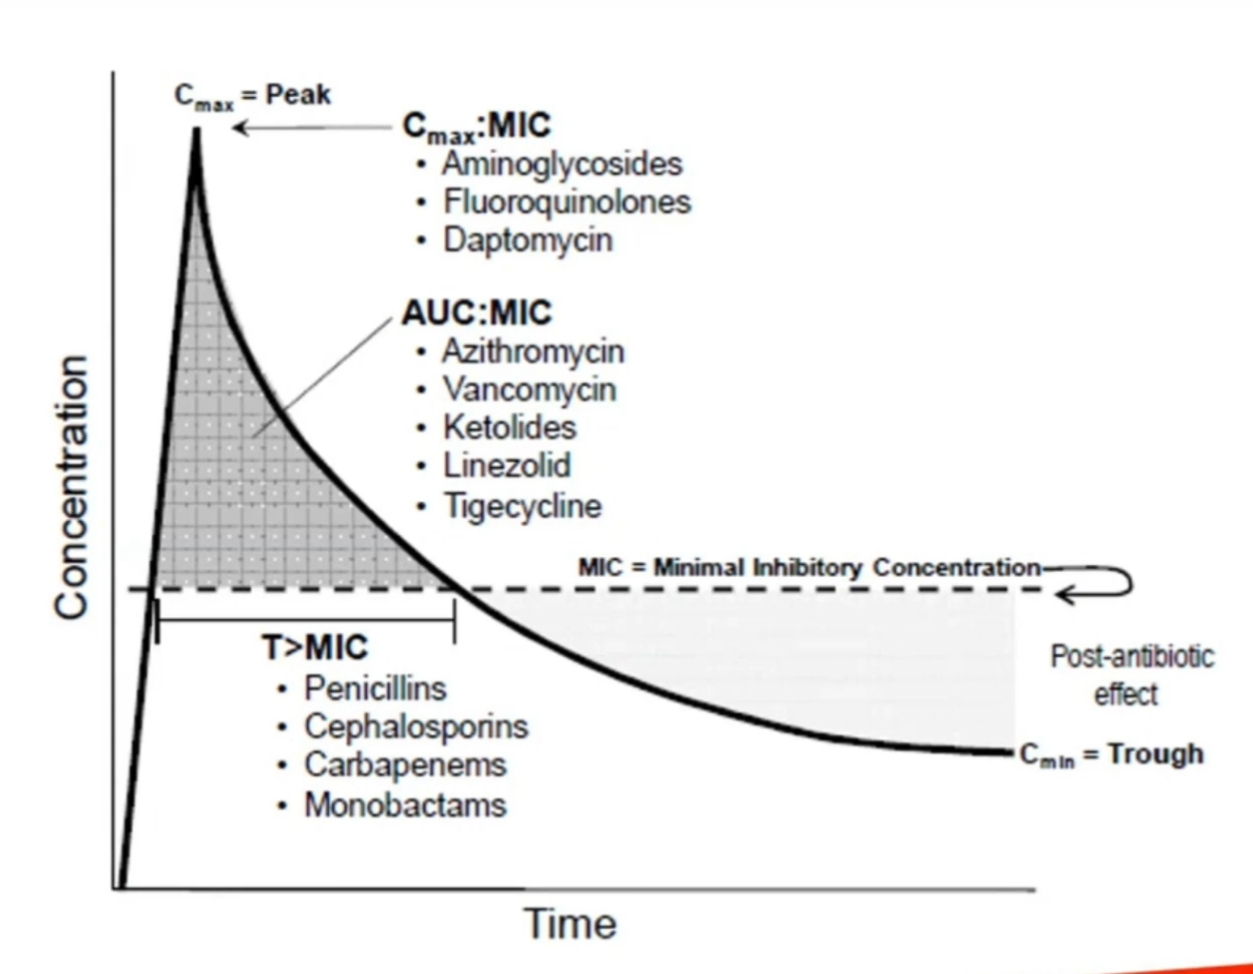 Cmax = Peak
Cmax:MIC
• Aminoglycosides
• Fluoroquinolones
• Daptomycin
AUC:MIC
• Azithromycin
• Vancomycin
• Ketolides
• Linezolid
• Tigecycline
Concentration
MIC = Minimal Inhibitory Concentration
T>MIC
• Penicillins
• Cephalosporins
• Carbapenems
• Monobactams
Post-antibiotic
effect
Cmin = Trough
Time